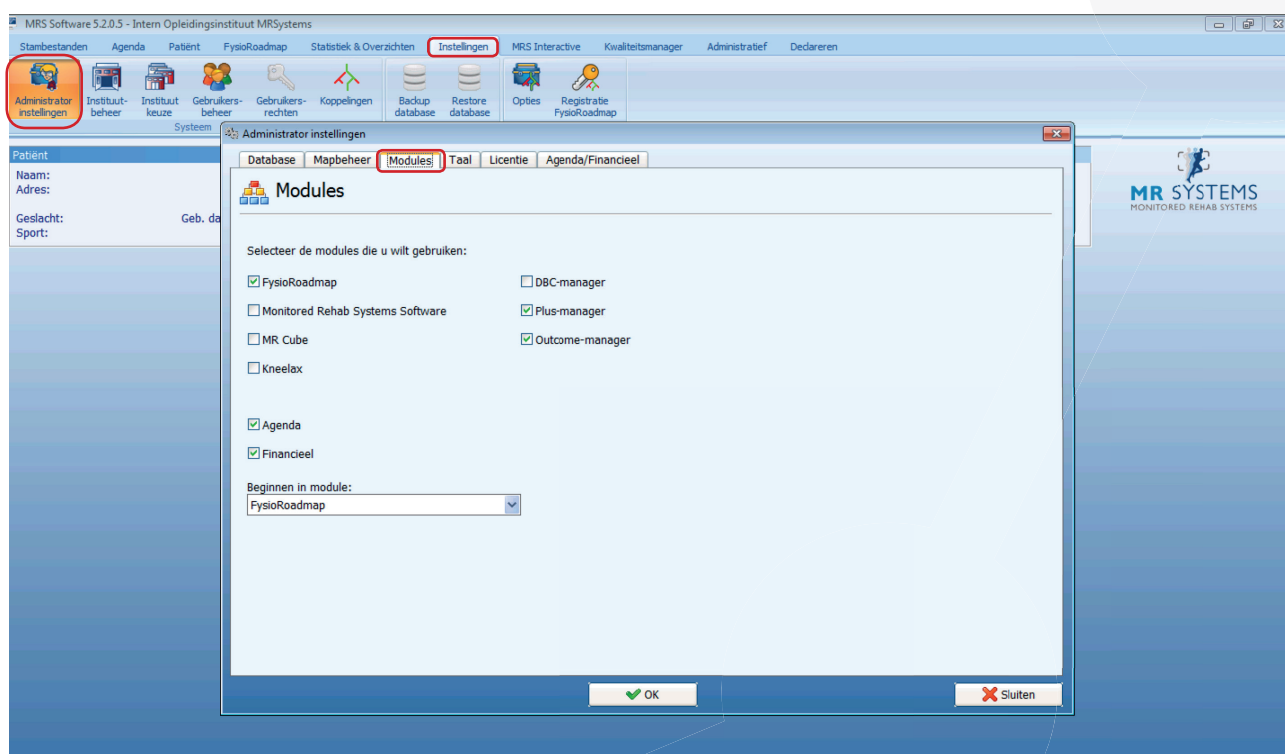 MRS Software 5.2.0.5 - Intern Opleidingsinstituut MRSystems
Stambestanden Agenda Patiënt FysioRoadmap Statistiek & Overzichten Instellingen MRS Interactive Kwaliteitsmanager Administratief Declareren
Administrator instellingen
Instituut-beheer
Instituut keuze
Gebruikers-beheer
Gebruikers-rechten
Koppelingen
Backup database
Restore database
Opties
Registratie FysioRoadmap
Systeem
Patiënt
Naam:
Adres:
Geslacht: Geb. da
Sport:
MR SYSTEMS
MONITORED REHAB SYSTEMS
Administrator instellingen
Database Mapbeheer Modules Taal Licentie Agenda/Financieel
Modules
Selecteer de modules die u wilt gebruiken:
FysioRoadmap DBC-manager
Monitored Rehab Systems Software Plus-manager
MR Cube Outcome-manager
Kneelax
Agenda
Financieel
Beginnen in module:
FysioRoadmap
OK Sluiten